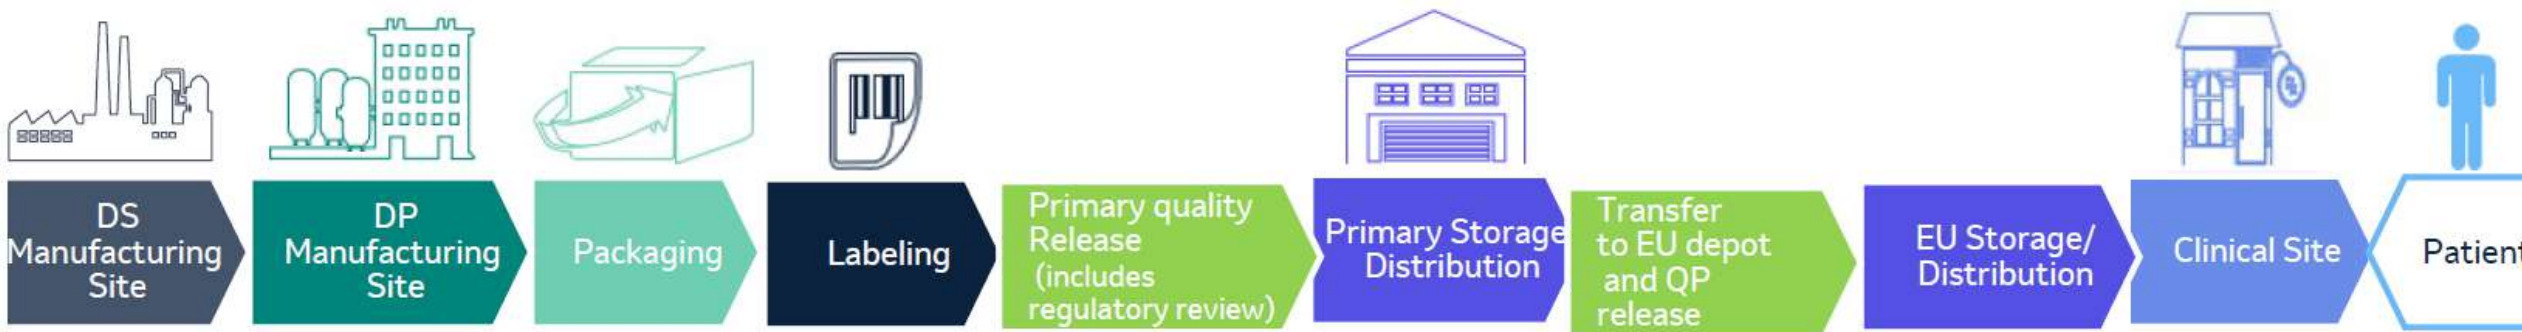 DS
Manufacturing
Site
DP
Manufacturing
Site
Packaging
Labeling
Primary quality
Release
(includes
regulatory review)
Primary Storage
Distribution
Transfer
to EU depot
and QP
release
EU Storage/
Distribution
Clinical Site
Patient